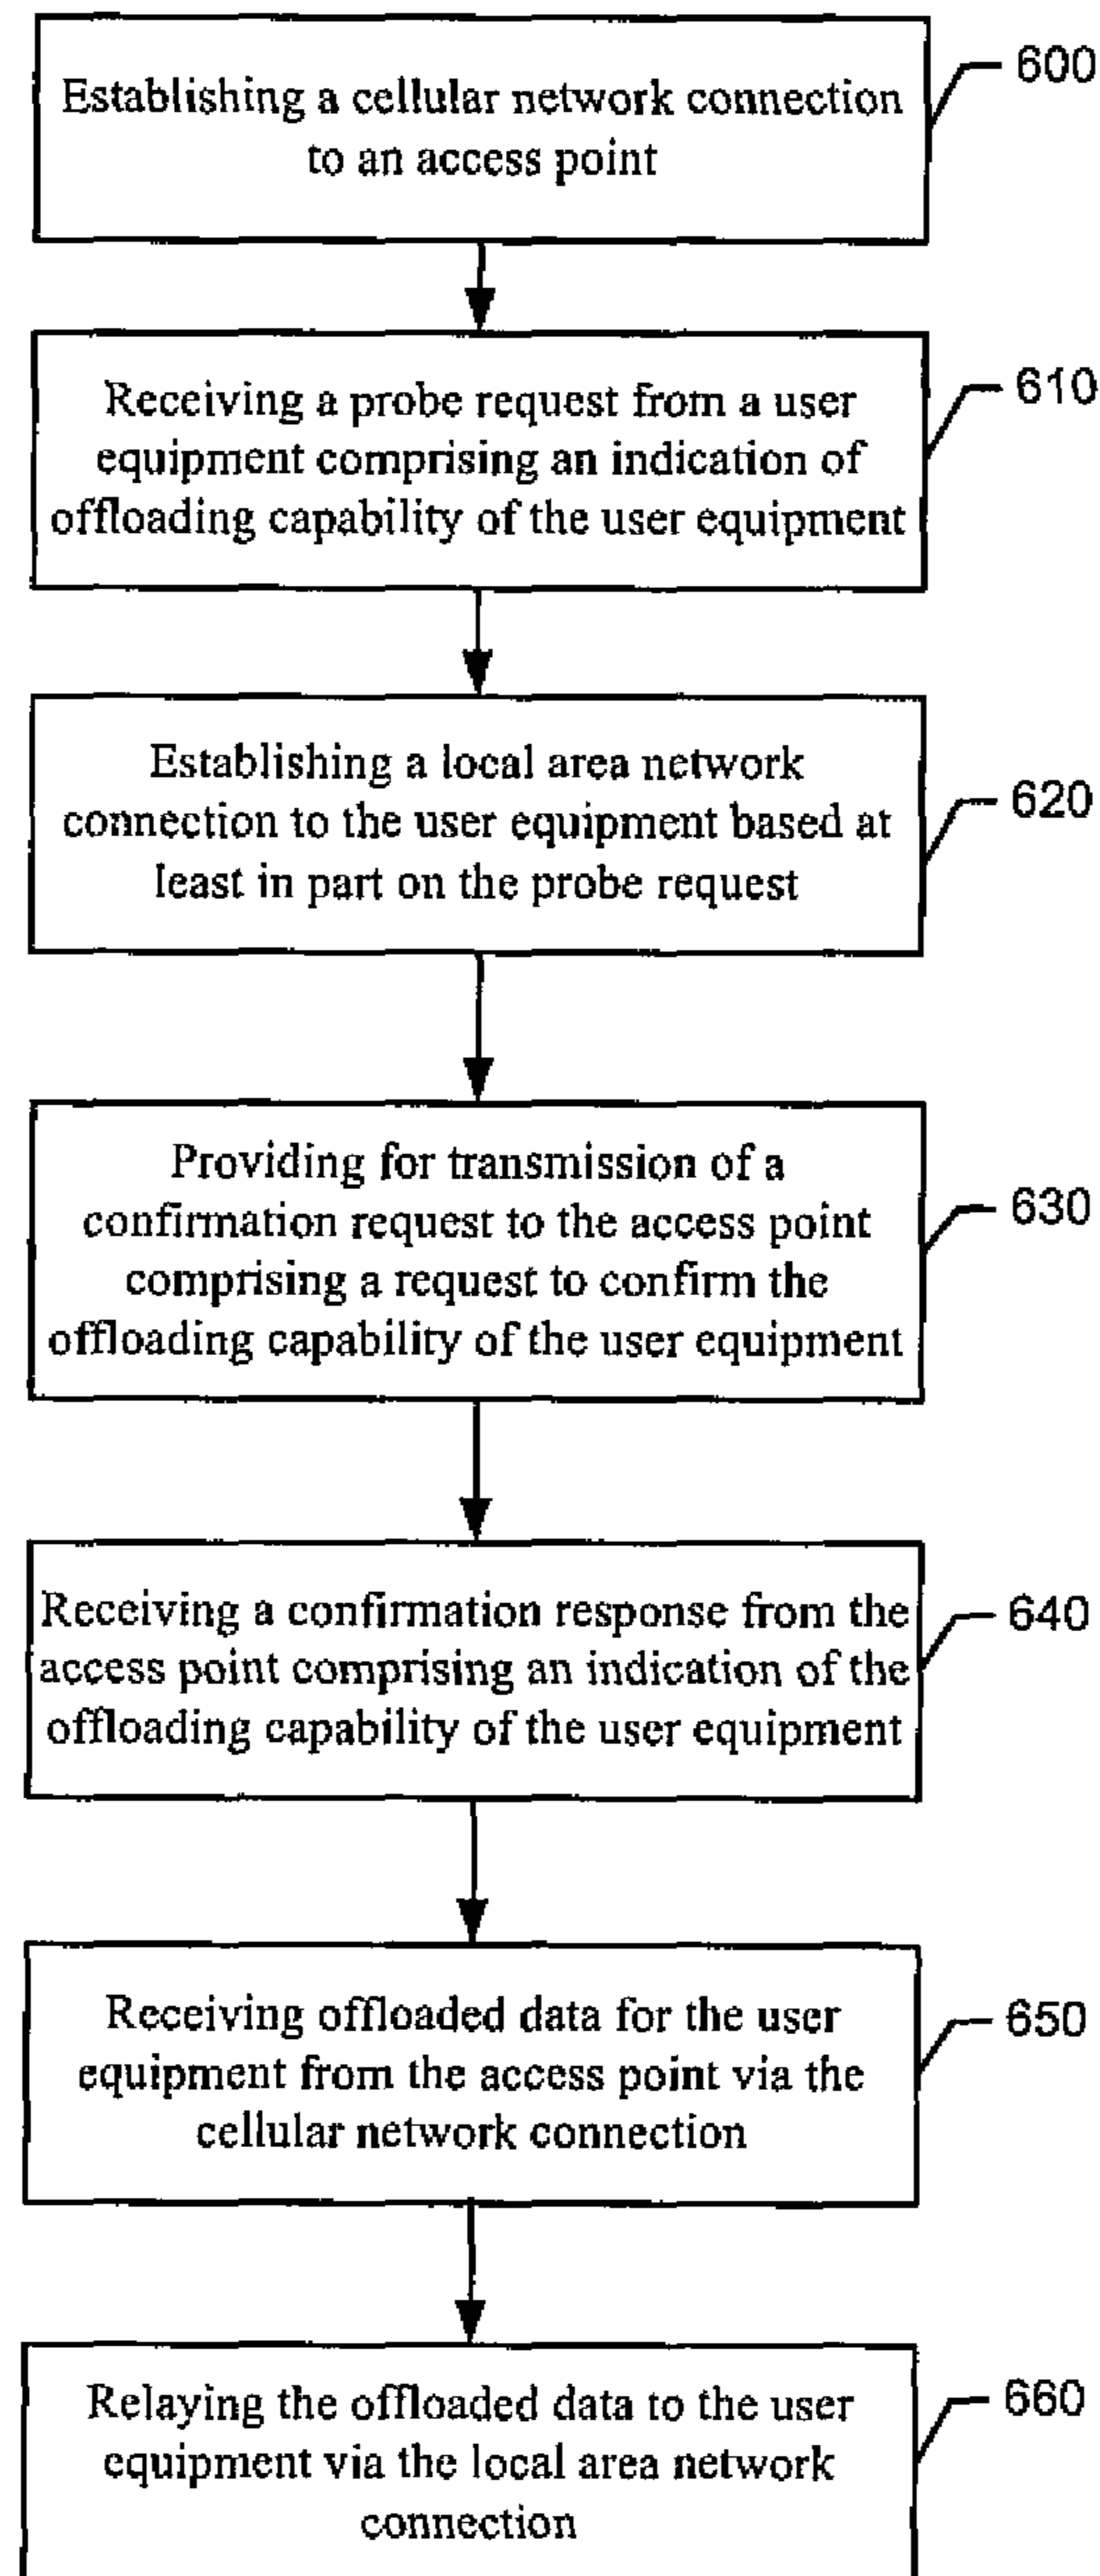 Establishing a cellular network connection
to an access point
600
Receiving a probe request from a user
equipment comprising an indication of
offloading capability of the user equipment
610
Establishing a local area network
connection to the user equipment based at
least in part on the probe request
620
Providing for transmission of a
confirmation request to the access point
comprising a request to confirm the
offloading capability of the user equipment
630
Receiving a confirmation response from the
access point comprising an indication of the
offloading capability of the user equipment
640
Receiving offloaded data for the user
equipment from the access point via the
cellular network connection
650
Relaying the offloaded data to the user
equipment via the local area network
connection
660